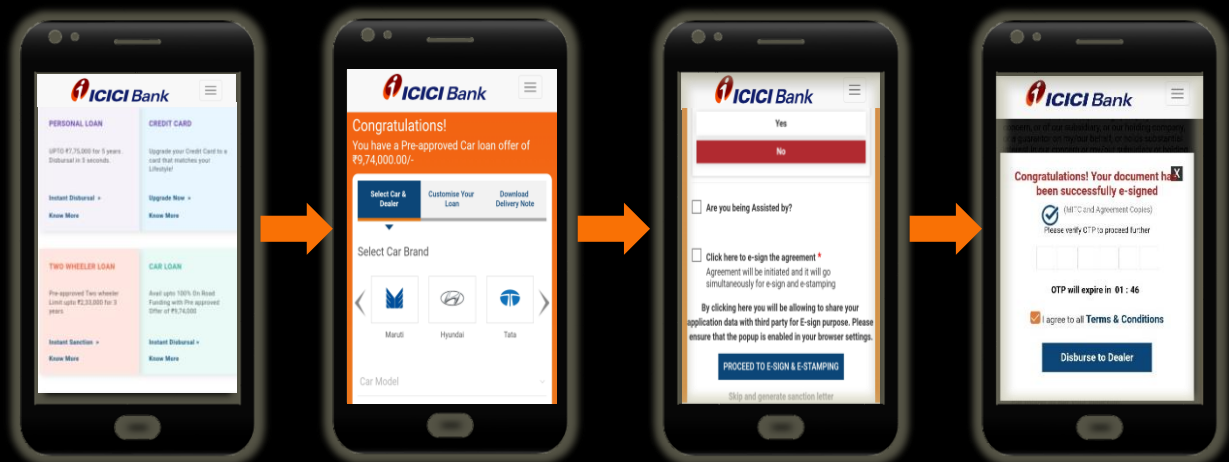 ICICI Bank
PERSONAL LOAN
UPTO ₹7,75,000 for 5 years.
Disbursal in 3 seconds.
Instant Disbursal »
Know More
CREDIT CARD
Upgrade your Credit Card to a
card that matches your
Lifestyle!
Upgrade Now »
Know More
TWO WHEELER LOAN
Pre-approved Two wheeler
Limit upto ₹2,33,000 for 3
years
Instant Sanction »
Know More
CAR LOAN
Avail upto 100% On Road
Funding with Pre approved
Offer of ₹9,74,000
Instant Disbursal »
Know More
ICICI Bank
Congratulations!
You have a Pre-approved Car loan offer of
₹9,74,000.00/-
Select Car &
Dealer
Customise Your
Loan
Download
Delivery Note
Select Car Brand
Maruti
Hyundai
Tata
Car Model
ICICI Bank
Yes
No
Are you being Assisted by?
Click here to e-sign the agreement *
Agreement will be initiated and it will go
simultaneously for e-sign and e-stamping
By clicking here you will be allowing to share your
application data with third party for E-sign purpose. Please
ensure that the popup is enabled in your browser settings.
PROCEED TO E-SIGN & E-STAMPING
Skip and generate sanction letter
ICICI Bank
X
Congratulations! Your document has
been successfully e-signed
(MITC and Agreement Copies)
Please verify OTP to proceed further
OTP will expire in 01 : 46
I agree to all Terms & Conditions
Disburse to Dealer